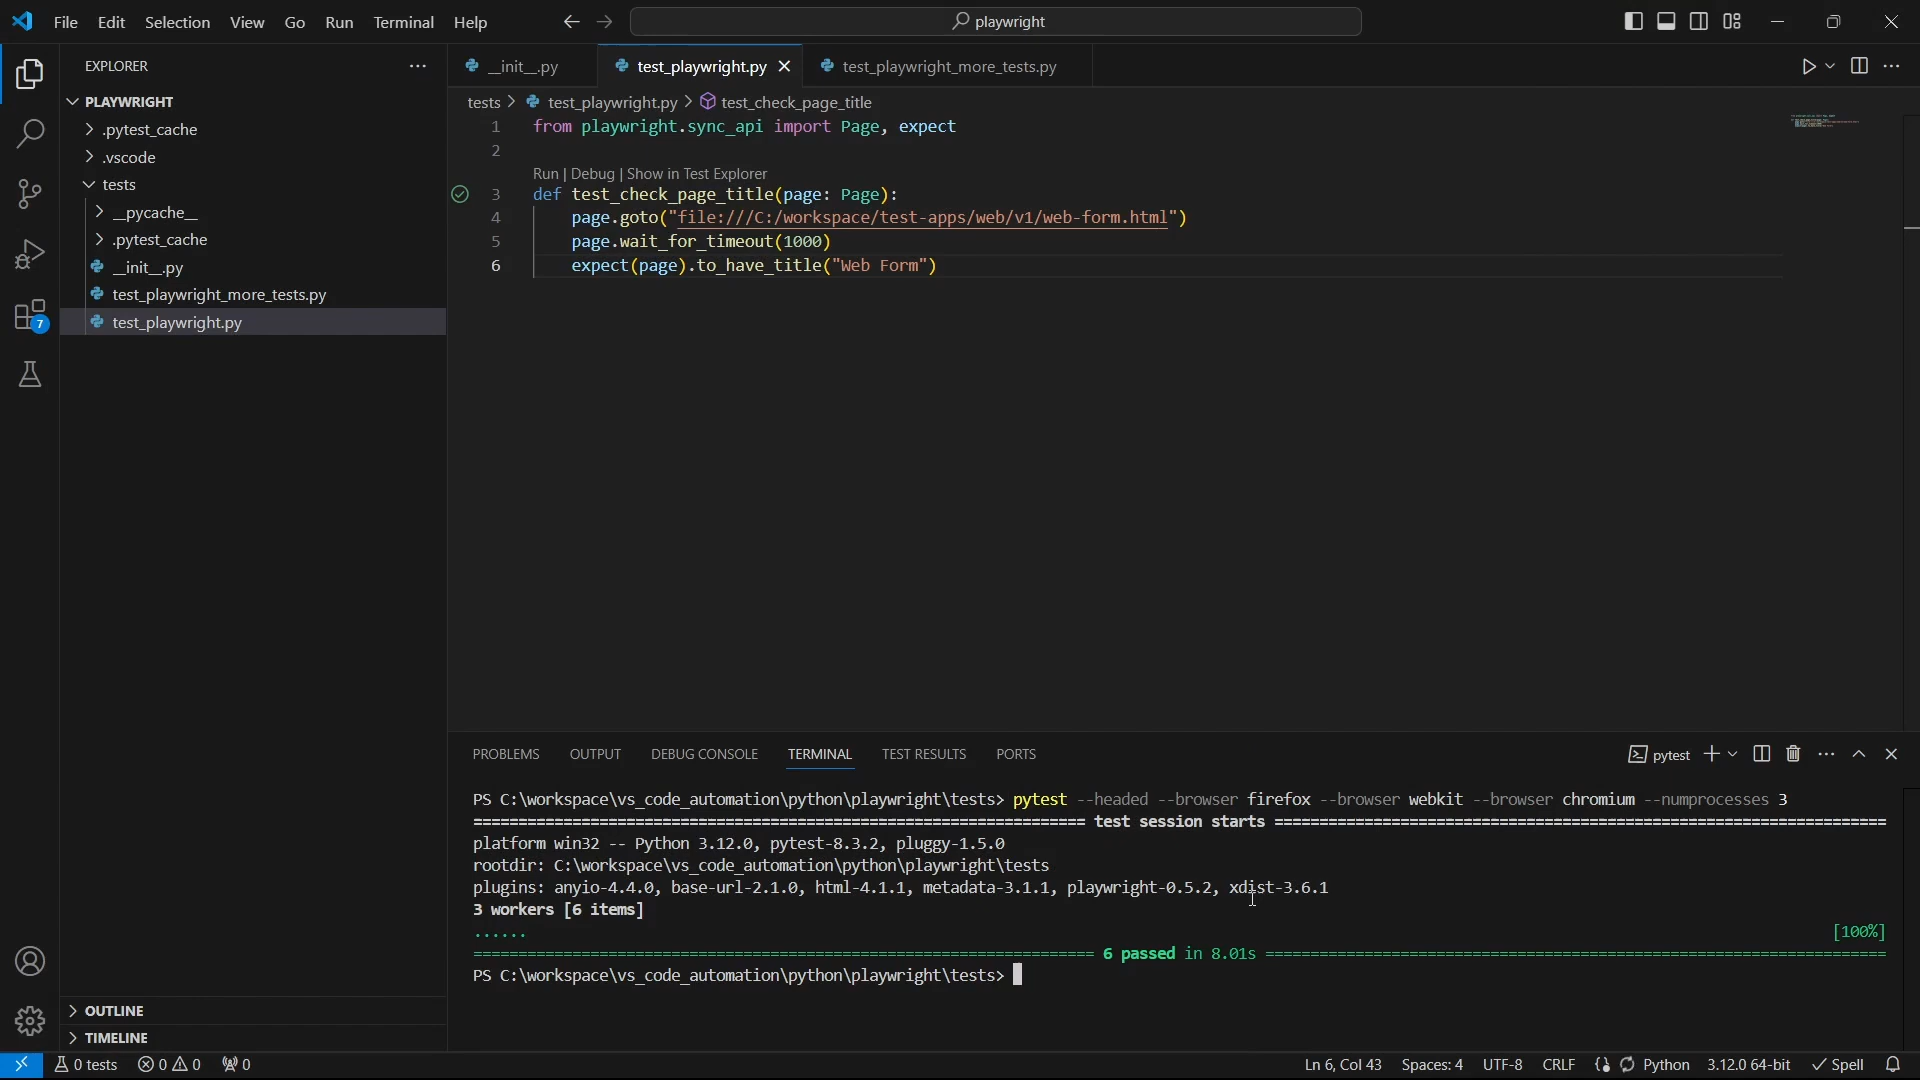 File Edit Selection View Go Run Terminal Help
playwright
EXPLORER
PLAYWRIGHT
.pytest_cache
.vscode
tests
__pycache__
.pytest_cache
__init__.py
test_playwright_more_tests.py
test_playwright.py
7
OUTLINE
TIMELINE
__init__.py test_playwright.py test_playwright_more_tests.py
tests > test_playwright.py > test_check_page_title
1 from playwright.sync_api import Page, expect
2
Run | Debug | Show in Test Explorer
3 def test_check_page_title(page: Page):
4 page.goto("file:///C:/workspace/test-apps/web/v1/web-form.html")
5 page.wait_for_timeout(1000)
6 expect(page).to_have_title("Web Form")
PROBLEMS OUTPUT DEBUG CONSOLE TERMINAL TEST RESULTS PORTS
pytest
PS C:\workspace\vs_code_automation\python\playwright\tests> pytest --headed --browser firefox --browser webkit --browser chromium --numprocesses 3
test session starts
platform win32 -- Python 3.12.0, pytest-8.3.2, pluggy-1.5.0
rootdir: C:\workspace\vs_code_automation\python\playwright\tests
plugins: anyio-4.4.0, base-url-2.1.0, html-4.1.1, metadata-3.1.1, playwright-0.5.2, xdist-3.6.1
3 workers [6 items]
...... [100%]
6 passed in 8.01s
PS C:\workspace\vs_code_automation\python\playwright\tests>
0 tests 0 0 0 Ln 6, Col 43 Spaces: 4 UTF-8 CRLF Python 3.12.0 64-bit Spell